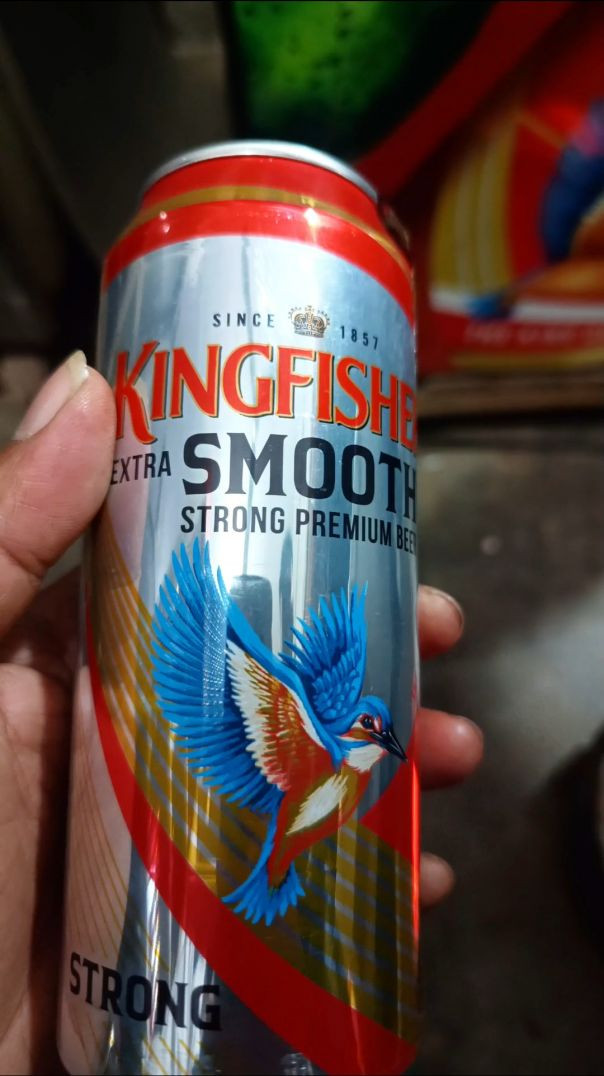 SINCE 1857
KINGFISHE
EXTRA SMOOTH
STRONG PREMIUM BEE
STRONG